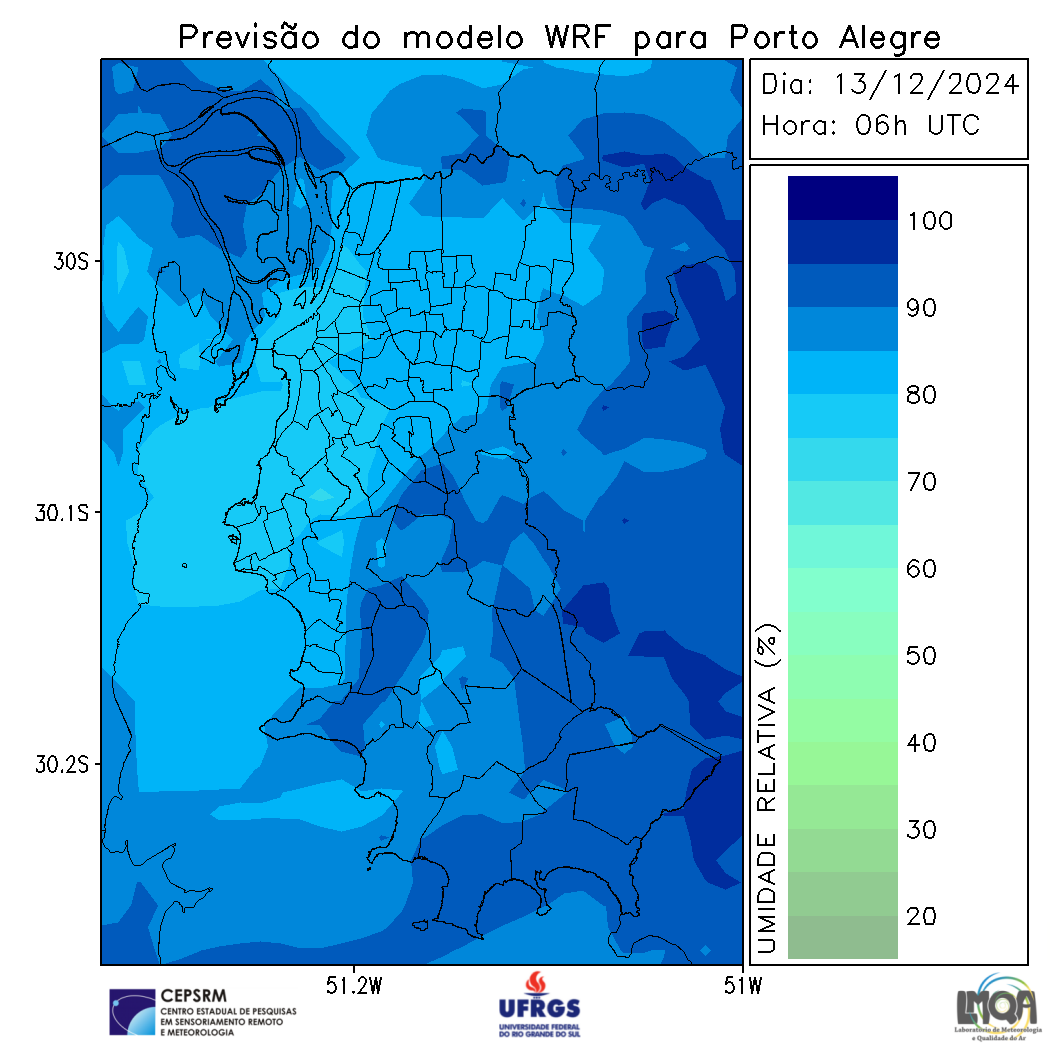 Previsão do modelo WRF para Porto Alegre
Dia: 13/12/2024
Hora: 06h UTC
100
90
80
70
60
50
40
30
20
UMIDADE RELATIVA (%)
30S
30.1S
30.2S
51.2W
51W
CEPSRM
CENTRO ESTADUAL DE PESQUISAS
EM SENSORIAMENTO REMOTO
E METEOROLOGIA
UFRGS
UNIVERSIDADE FEDERAL
DO RIO GRANDE DO SUL
LMQA
Laboratório de Meteorologia
e Qualidade do Ar